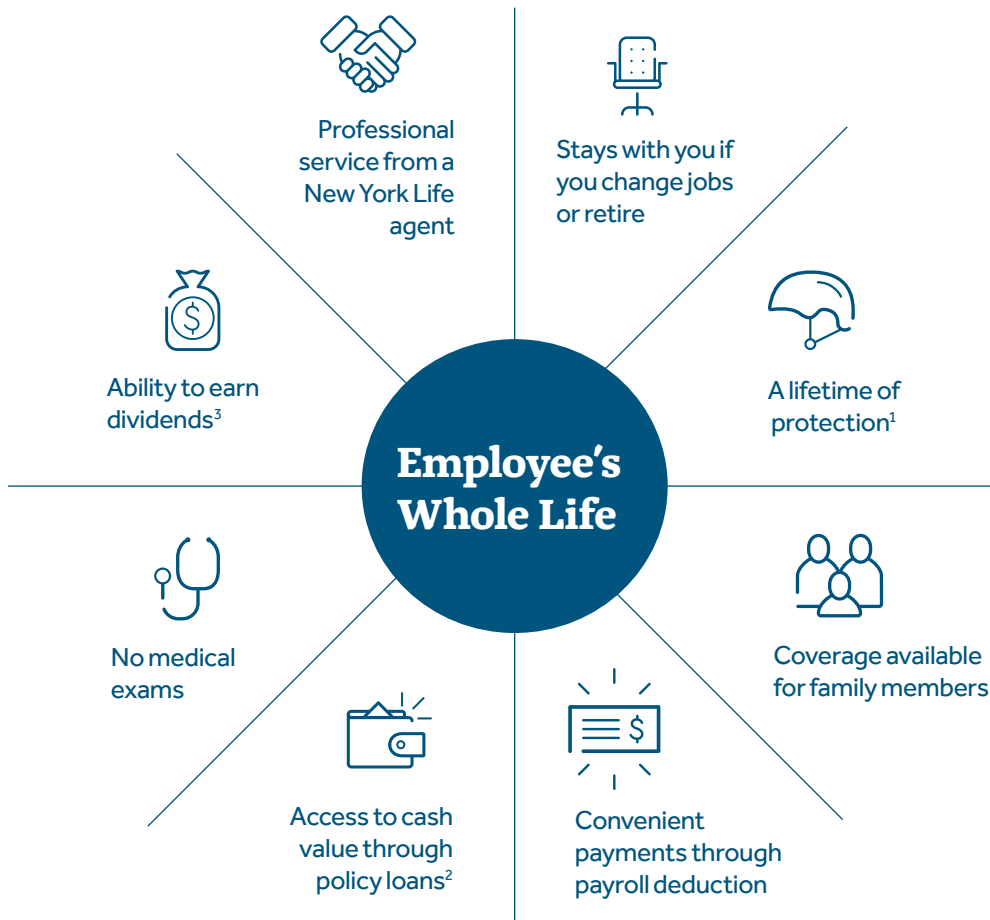 Professional
service from a
New York Life
agent
Stays with you if
you change jobs
or retire
Ability to earn
dividends³
A lifetime of
protection¹
Employee's
Whole Life
No medical
exams
Coverage available
for family members
Access to cash
value through
policy loans²
Convenient
payments through
payroll deduction
$
$